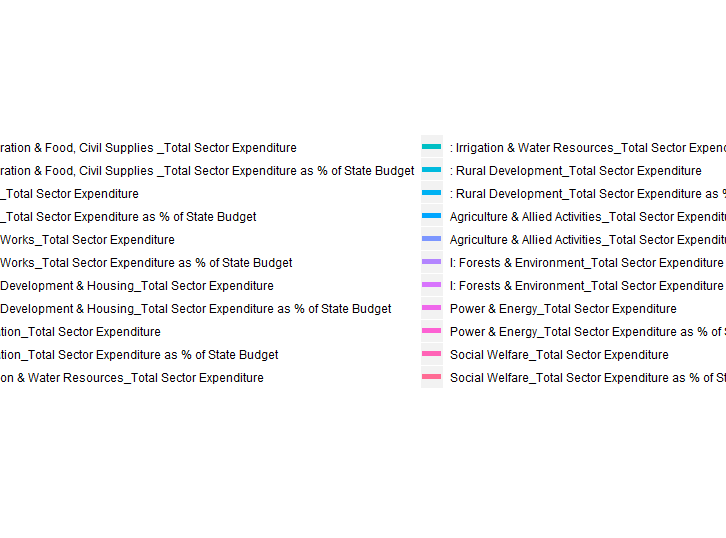 ration & Food, Civil Supplies _Total Sector Expenditure
ration & Food, Civil Supplies _Total Sector Expenditure as % of State Budget
_Total Sector Expenditure
_Total Sector Expenditure as % of State Budget
Works_Total Sector Expenditure
Works_Total Sector Expenditure as % of State Budget
Development & Housing_Total Sector Expenditure
Development & Housing_Total Sector Expenditure as % of State Budget
ation_Total Sector Expenditure
ation_Total Sector Expenditure as % of State Budget
on & Water Resources_Total Sector Expenditure
: Irrigation & Water Resources_Total Sector Expend
: Rural Development_Total Sector Expenditure
: Rural Development_Total Sector Expenditure as %
Agriculture & Allied Activities_Total Sector Expenditu
Agriculture & Allied Activities_Total Sector Expenditu
I: Forests & Environment_Total Sector Expenditure
I: Forests & Environment_Total Sector Expenditure
Power & Energy_Total Sector Expenditure
Power & Energy_Total Sector Expenditure as % of S
Social Welfare_Total Sector Expenditure
Social Welfare_Total Sector Expenditure as % of St